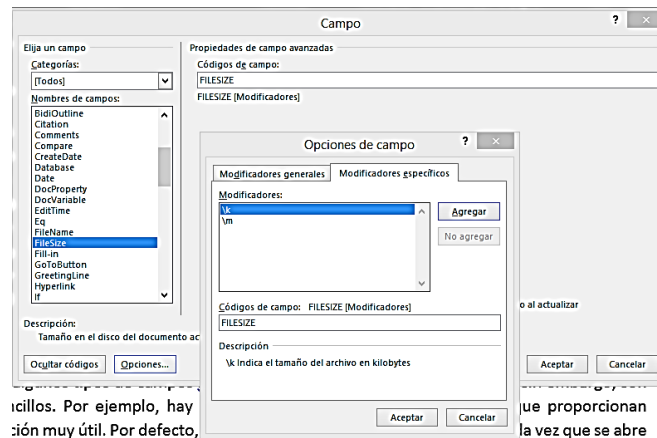 Campo
Elija un campo
Categorías:
[Todos]
Nombres de campos:
BidiOutline
Citation
Comments
Compare
CreateDate
Database
Date
DocProperty
DocVariable
EditTime
Eq
FileName
FileSize
Fill-in
GoToButton
GreetingLine
Hyperlink
If
Descripción:
Tamaño en el disco del documento
Ocultar códigos
Opciones...
Propiedades de campo avanzadas
Códigos de campo:
FILESIZE
FILESIZE [Modificadores]
Opciones de campo
Modificadores generales
Modificadores específicos
Modificadores:
\k
\m
Agregar
No agregar
Códigos de campo: FILESIZE [Modificadores]
FILESIZE
Descripción
\k Indica el tamaño del archivo en kilobytes
Aceptar
Cancelar
al actualizar
Aceptar
Cancelar
Por ejemplo, hay que proporcionan
muy útil. Por defecto, la vez que se abre